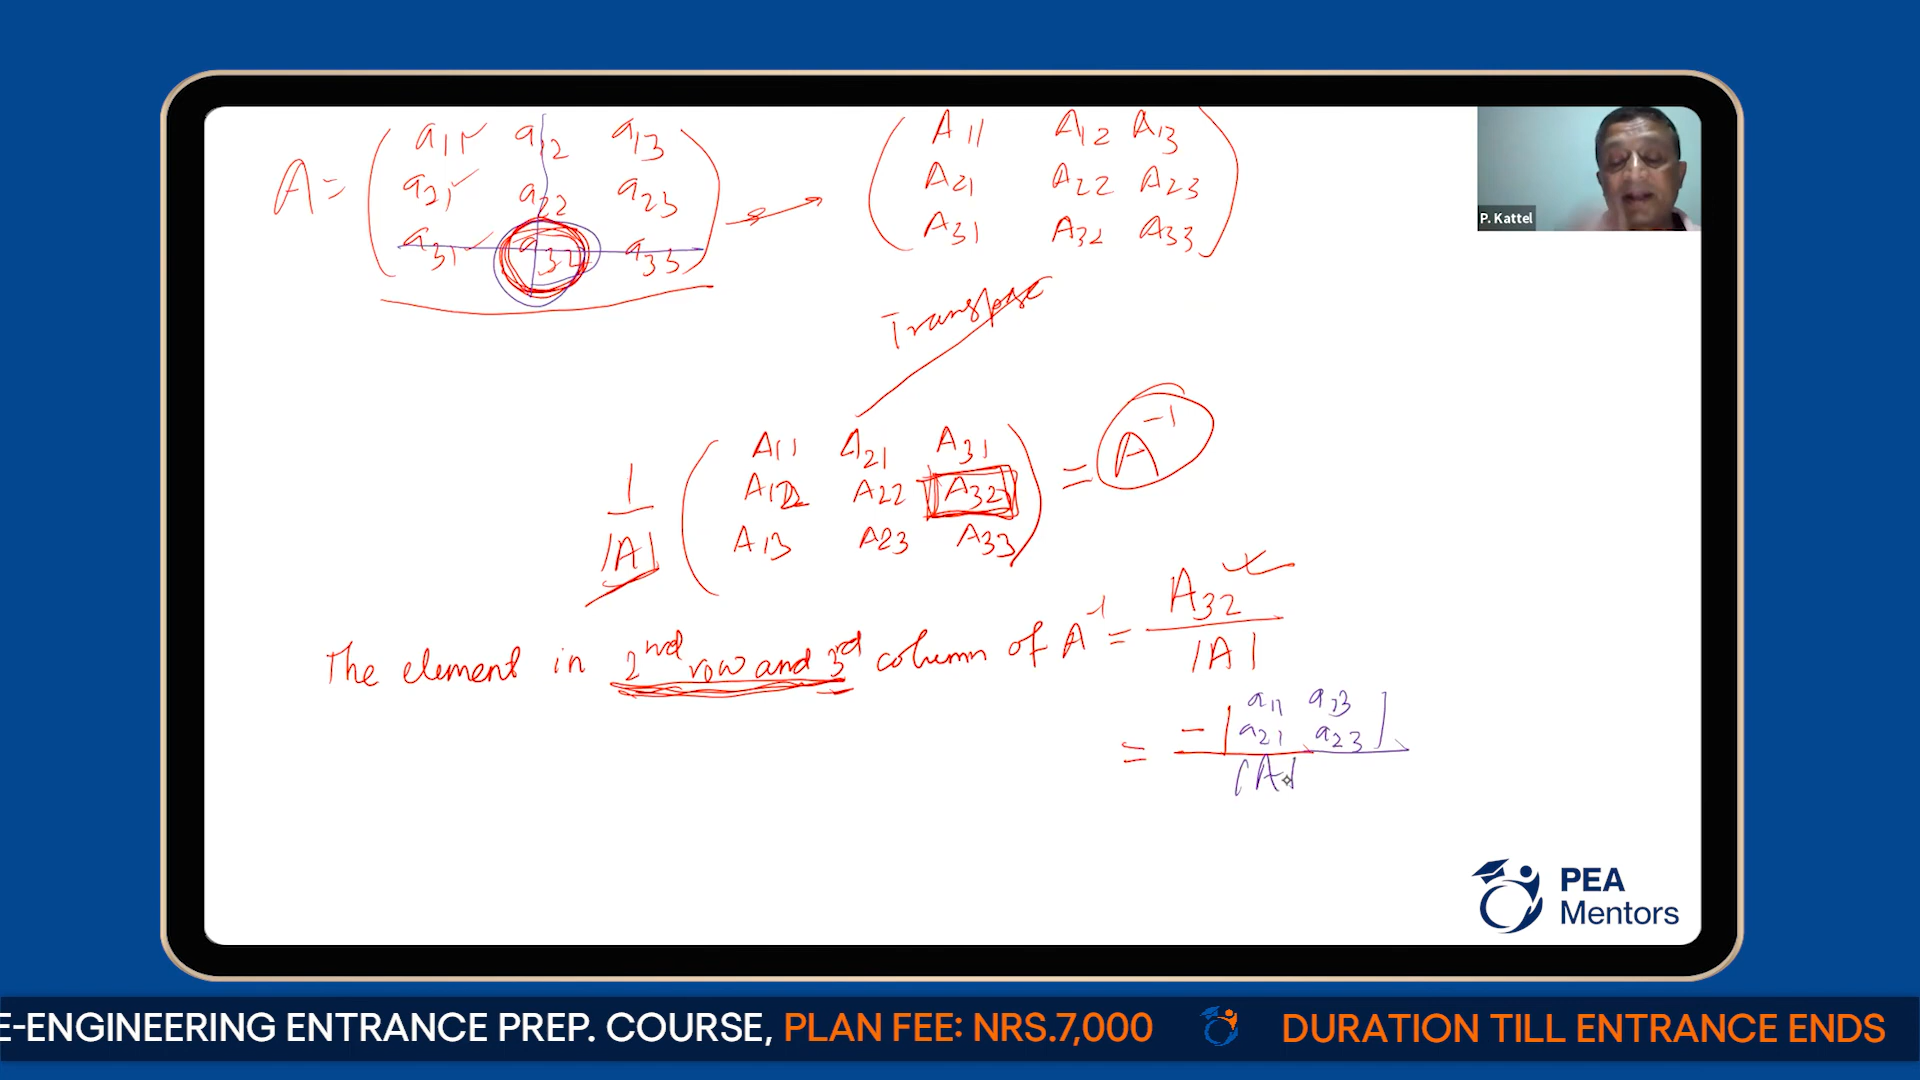 A = ( a11 a12 a13 → ( A11 A12 A13
a21 a22 a23 A21 A22 A23
a31 a32 a33 ) A31 A32 A33 )
P. Kattel
Transpose
1/|A| ( A11 A21 A31
A12 A22 A32
A13 A23 A33 ) = A⁻¹
The element in 2nd row and 3rd column of A⁻¹ = A32/|A|
= -| a11 a13
a21 a23 |
|A|
PEA
Mentors
E-ENGINEERING ENTRANCE PREP. COURSE, PLAN FEE: NRS.7,000 DURATION TILL ENTRANCE ENDS